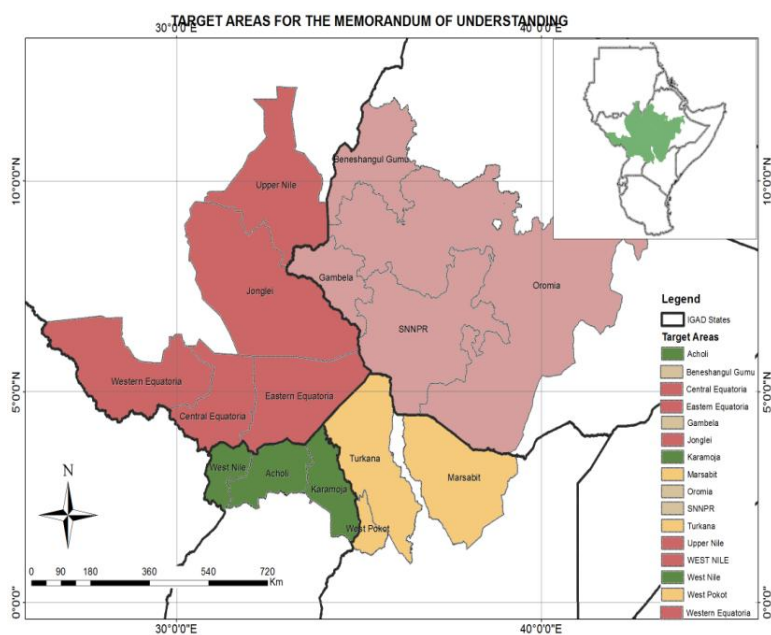 TARGET AREAS FOR THE MEMORANDUM OF UNDERSTANDING
30°0'0"E
40°0'0"E
10°0'0"N
5°0'0"N
0°0'0"
Beneshangul Gumu
Upper Nile
Gambela
Oromia
Jonglei
SNNPR
Western Equatoria
Central Equatoria
Eastern Equatoria
West Nile
Acholi
Karamoja
Turkana
Marsabit
West Pokot
N
0 90 180 360 540 720
Km
Legend
IGAD States
Target Areas
Acholi
Beneshangul Gumu
Central Equatoria
Eastern Equatoria
Gambela
Jonglei
Karamoja
Marsabit
Oromia
SNNPR
Turkana
Upper Nile
WEST NILE
West Nile
West Pokot
Western Equatoria
10°0'0"N
5°0'0"N
0°0'0"
30°0'0"E
40°0'0"E